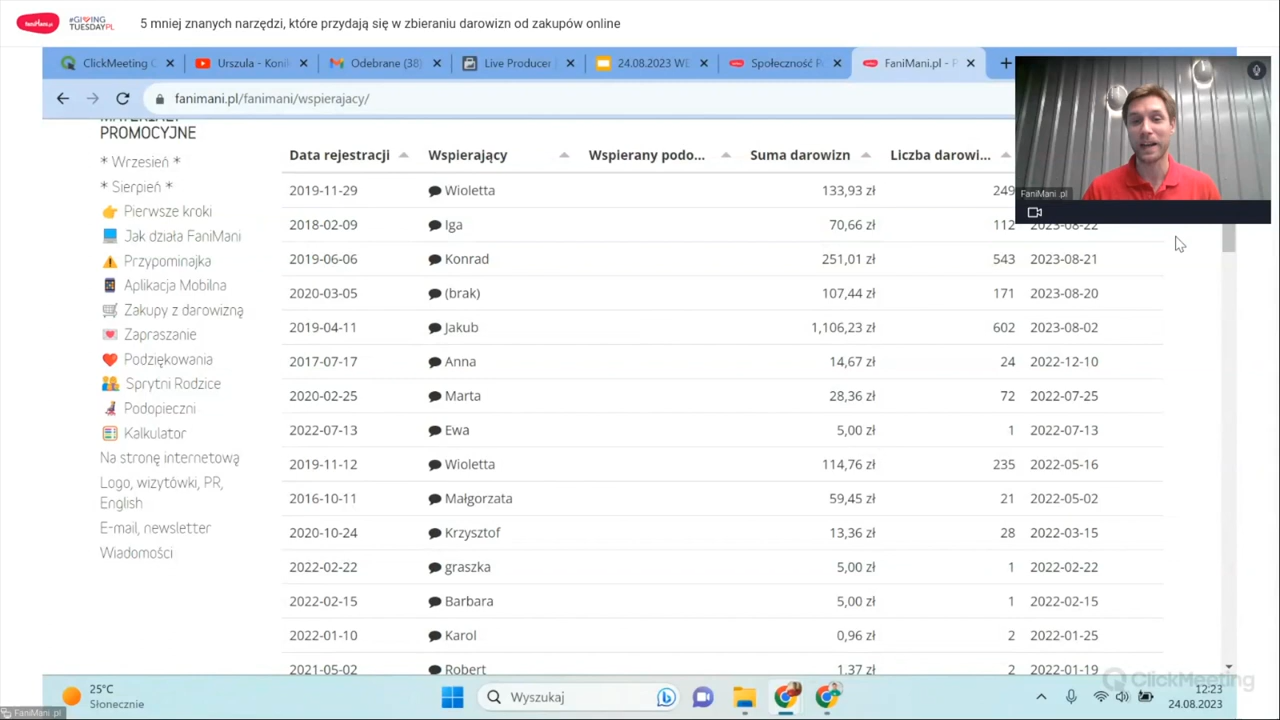 faniMani.pl
#GIVING
TUESDAYPL
5 mniej znanych narzędzi, które przydają się w zbieraniu darowizn od zakupów online
ClickMeeting
Urszula - Konik
Odebrane (38)
Live Producer
24.08.2023 WE
Społeczność P
FaniMani.pl - P
fanimani.pl/fanimani/wspierajacy/
MATERIAŁY
PROMOCYJNE
* Wrzesień *
* Sierpień *
Pierwsze kroki
Jak działa FaniMani
Przypominajka
Aplikacja Mobilna
Zakupy z darowizną
Zapraszanie
Podziękowania
Sprytni Rodzice
Podopieczni
Kalkulator
Na stronę internetową
Logo, wizytówki, PR,
English
E-mail, newsletter
Wiadomości
Data rejestracji Wspierający Wspierany podo... Suma darowizn Liczba darowi...
2019-11-29 Wioletta 133,93 zł 249
2018-02-09 Iga 70,66 zł 112 2023-08-22
2019-06-06 Konrad 251,01 zł 543 2023-08-21
2020-03-05 (brak) 107,44 zł 171 2023-08-20
2019-04-11 Jakub 1,106,23 zł 602 2023-08-02
2017-07-17 Anna 14,67 zł 24 2022-12-10
2020-02-25 Marta 28,36 zł 72 2022-07-25
2022-07-13 Ewa 5,00 zł 1 2022-07-13
2019-11-12 Wioletta 114,76 zł 235 2022-05-16
2016-10-11 Małgorzata 59,45 zł 21 2022-05-02
2020-10-24 Krzysztof 13,36 zł 28 2022-03-15
2022-02-22 graszka 5,00 zł 1 2022-02-22
2022-02-15 Barbara 5,00 zł 1 2022-02-15
2022-01-10 Karol 0,96 zł 2 2022-01-25
2021-05-02 Robert 1,37 zł 2 2022-01-19
FaniMani .pl
ClickMeeting
25°C
Słonecznie
Wyszukaj
12:23
24.08.2023
FaniMani .pl